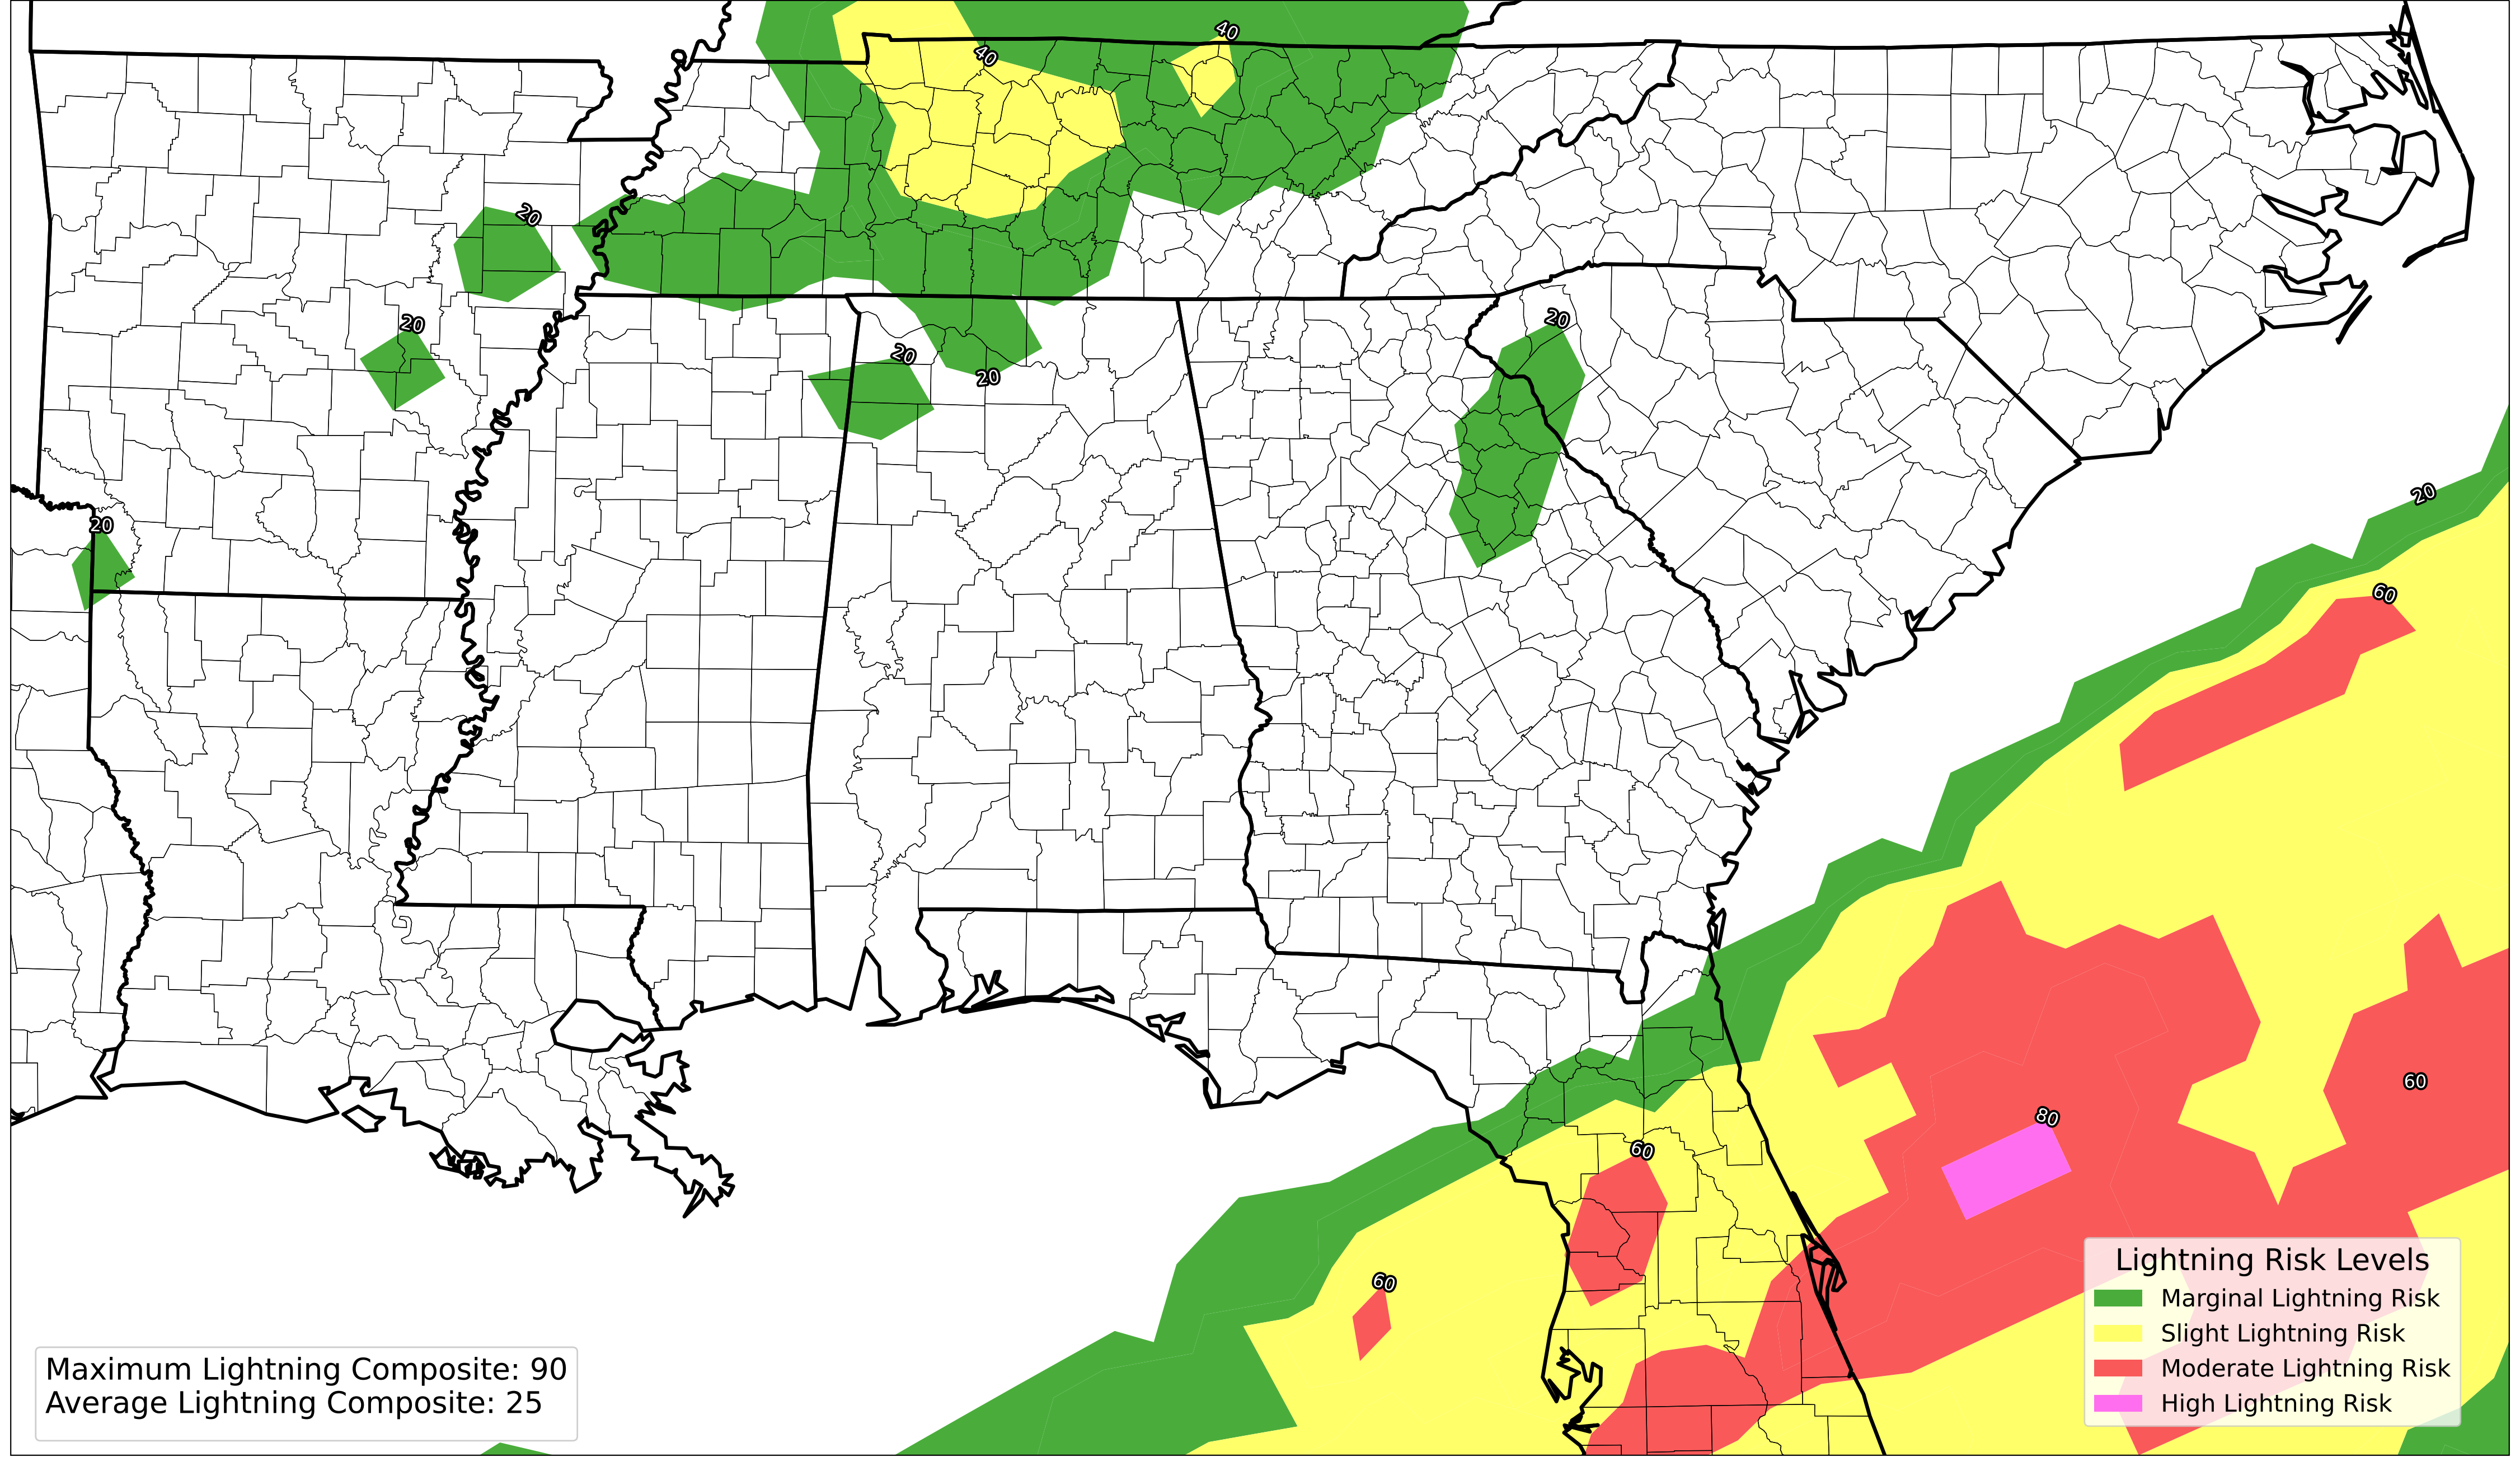 40
40
20
20
20
20
20
20
20
60
60
60
60
80
Lightning Risk Levels
Marginal Lightning Risk
Slight Lightning Risk
Moderate Lightning Risk
High Lightning Risk
Maximum Lightning Composite: 90
Average Lightning Composite: 25